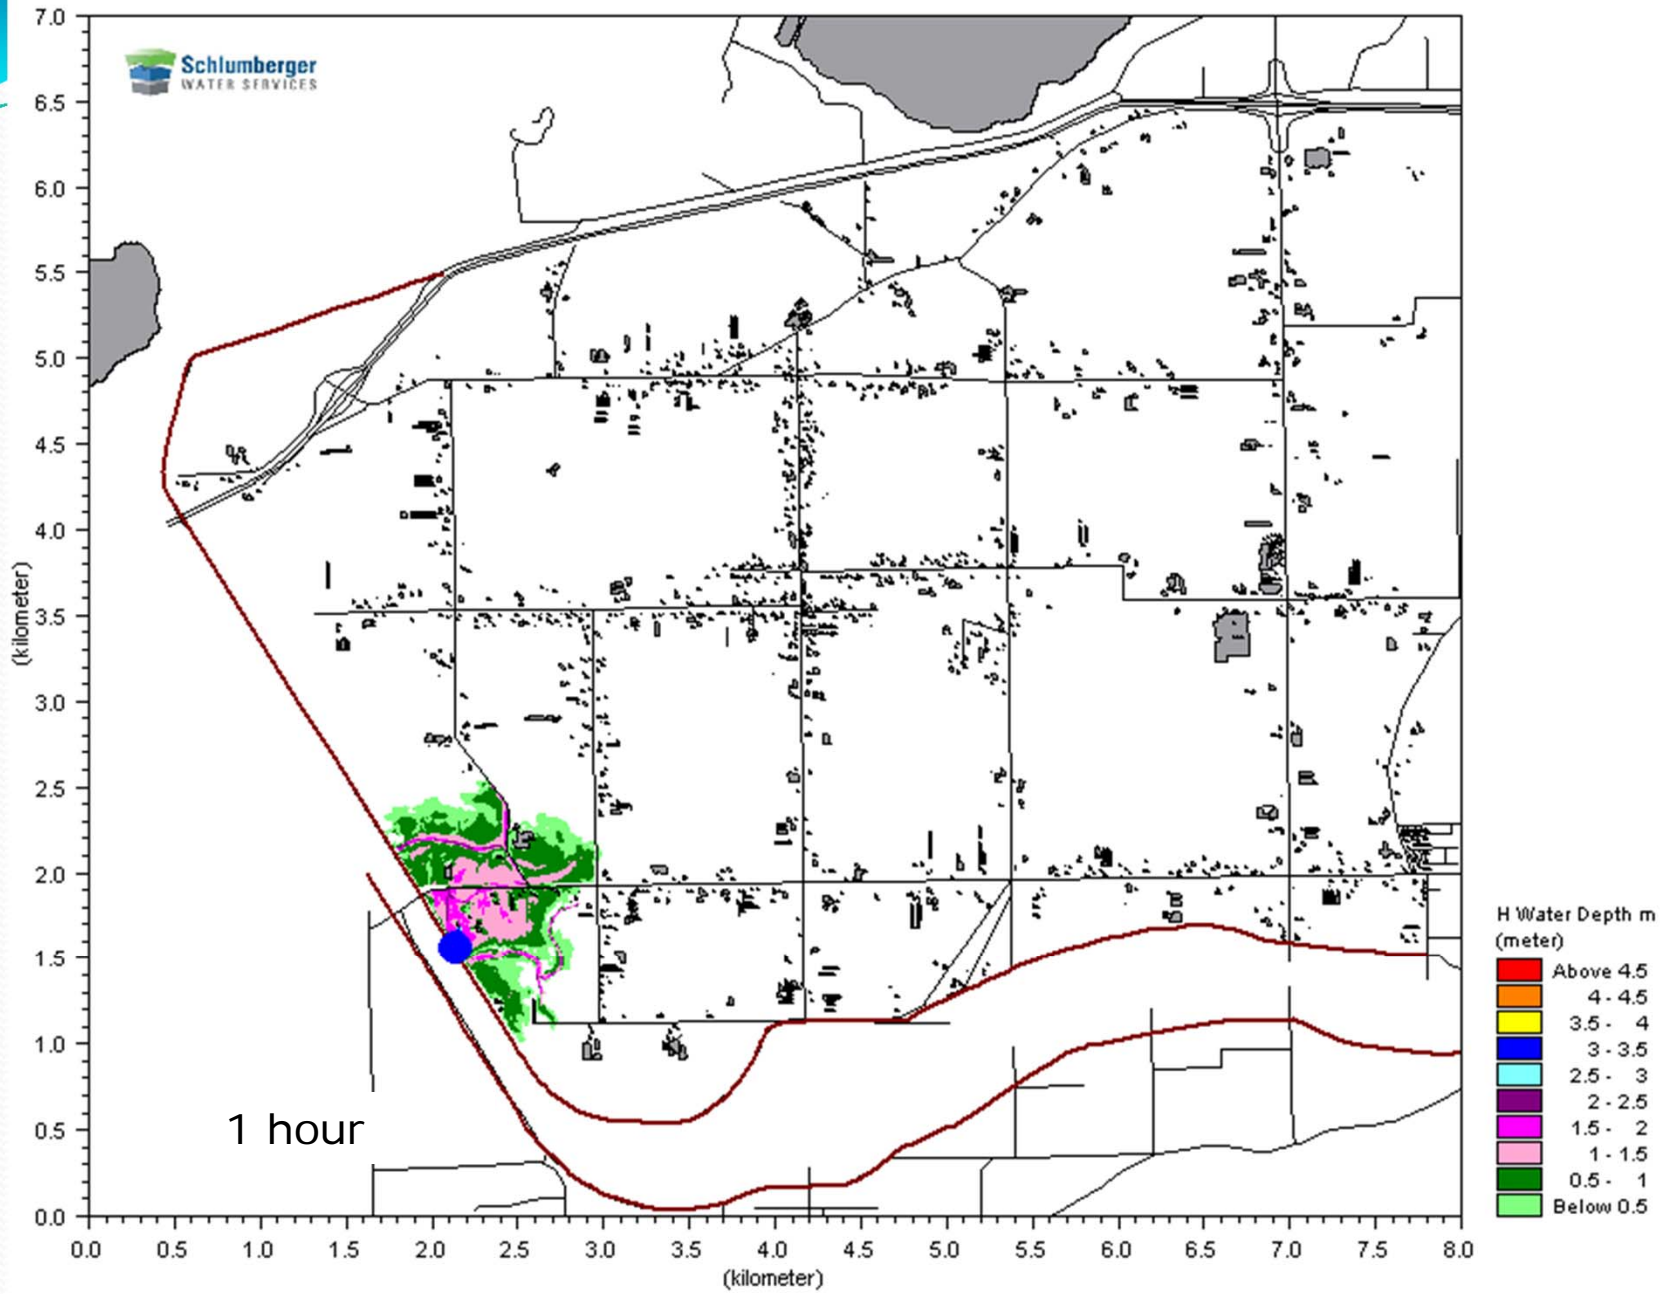 7.0
Schlumberger
WATER SERVICES
6.5
6.0
5.5
5.0
4.5
4.0
3.5
3.0
2.5
2.0
1.5
1.0
0.5
0.0
(kilometer)
1 hour
0.0 0.5 1.0 1.5 2.0 2.5 3.0 3.5 4.0 4.5 5.0 5.5 6.0 6.5 7.0 7.5 8.0
(kilometer)
H Water Depth m
(meter)
Above 4.5
4 - 4.5
3.5 - 4
3 - 3.5
2.5 - 3
2 - 2.5
1.5 - 2
1 - 1.5
0.5 - 1
Below 0.5